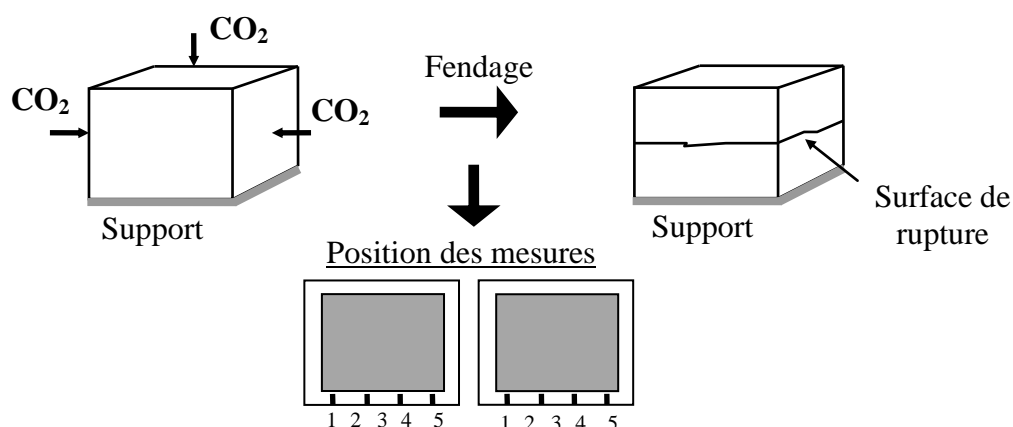 CO₂
CO₂
CO₂
Fendage
Support
Support
Surface de
rupture
Position des mesures
1 2 3 4 5
1 2 3 4 5